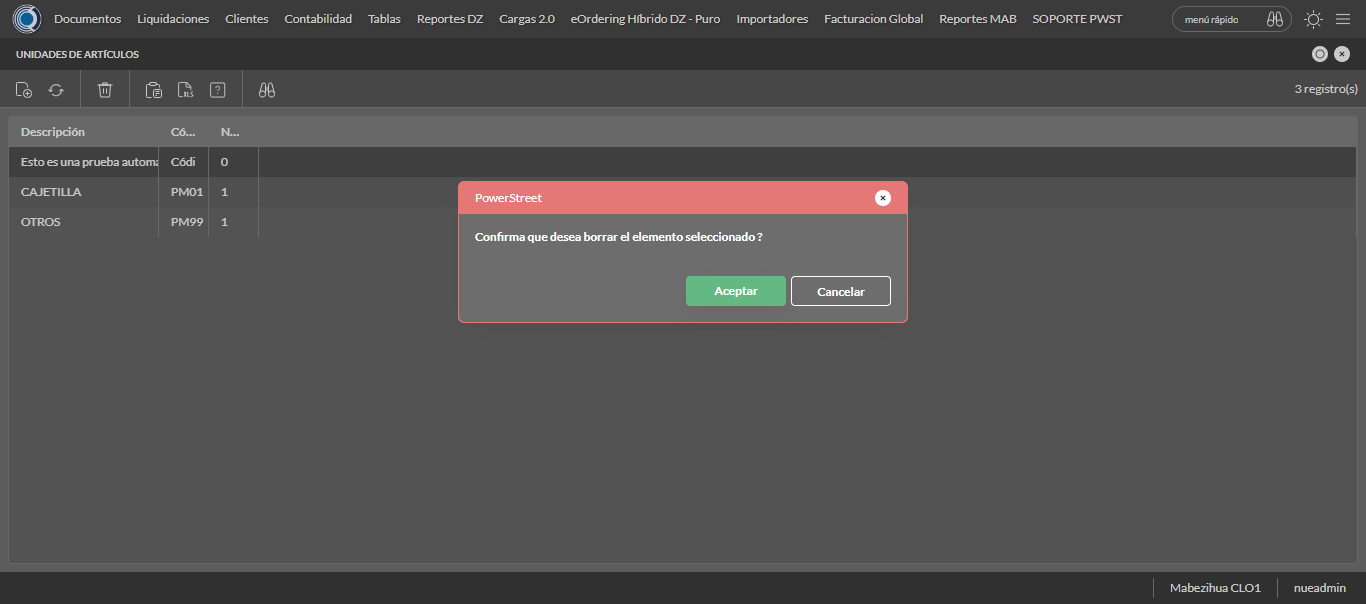 Documentos Liquidaciones Clientes Contabilidad Tablas Reportes DZ Cargas 2.0 eOrdering Híbrido DZ - Puro Importadores Facturacion Global Reportes MAB SOPORTE PWST menú rápido
UNIDADES DE ARTÍCULOS
XLS ? 3 registro(s)
Descripción Có... N...
Esto es una prueba automa Códi 0
CAJETILLA PM01 1
OTROS PM99 1
PowerStreet
Confirma que desea borrar el elemento seleccionado ?
Aceptar Cancelar
Mabezihua CLO1 nueadmin